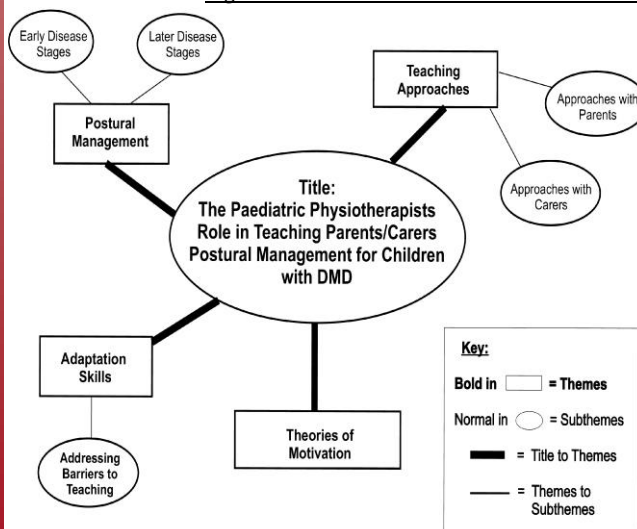 Early Disease
Stages
Later Disease
Stages
Postural
Management
Teaching
Approaches
Approaches with
Parents
Approaches with
Carers
Title:
The Paediatric Physiotherapists
Role in Teaching Parents/Carers
Postural Management for Children
with DMD
Adaptation
Skills
Addressing
Barriers to
Teaching
Theories of
Motivation
Key:
Bold in = Themes
Normal in = Subthemes
= Title to Themes
= Themes to
Subthemes